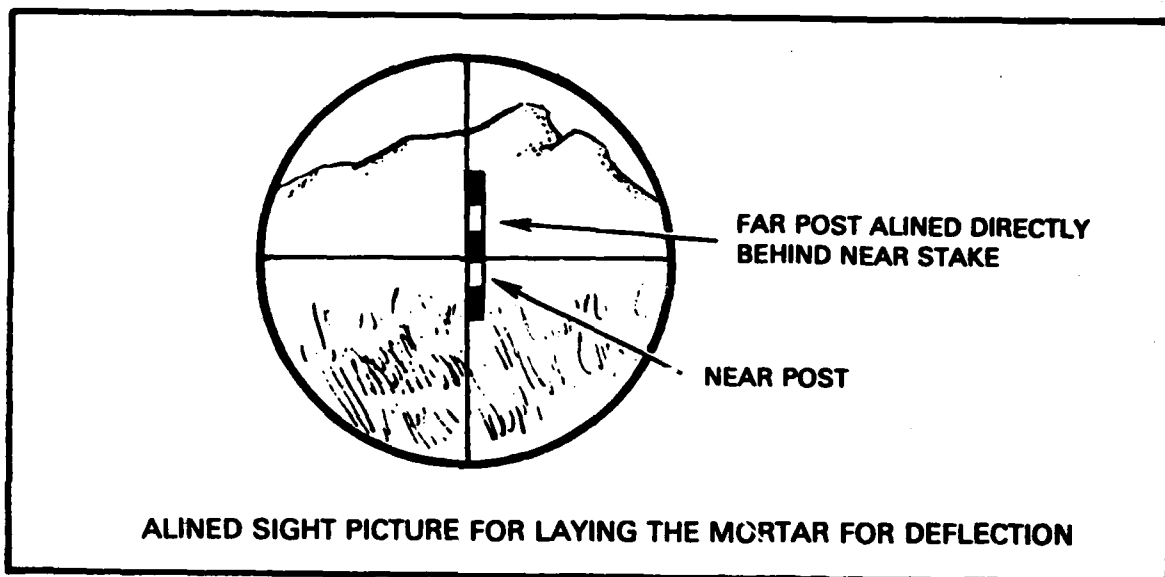 FAR POST ALINED DIRECTLY
BEHIND NEAR STAKE
NEAR POST
ALINED SIGHT PICTURE FOR LAYING THE MORTAR FOR DEFLECTION